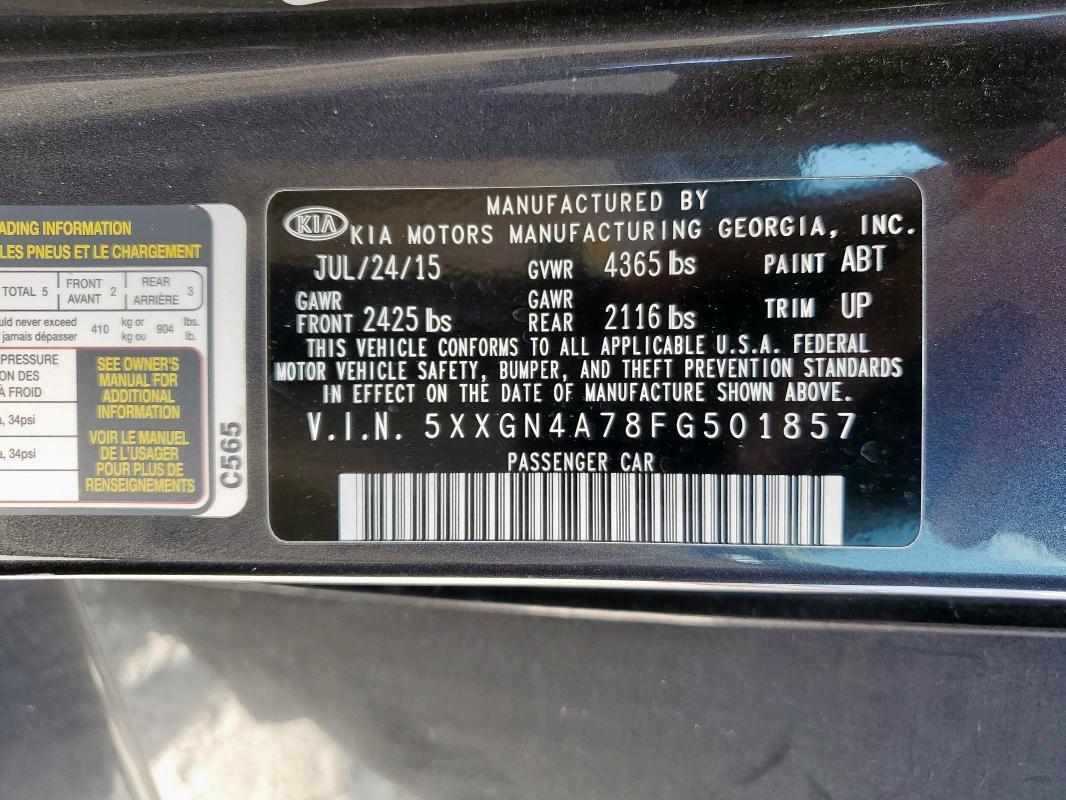 ADING INFORMATION
LES PNEUS ET LE CHARGEMENT
TOTAL 5 FRONT AVANT 2 REAR ARRIÈRE 3
never exceed 410 kg or kg ou 904 lbs. lb.
jamais dépasser
PRESSURE
ON DES
À FROID
34psi
34psi
SEE OWNER'S
MANUAL FOR
ADDITIONAL
INFORMATION
VOIR LE MANUEL
DE L'USAGER
POUR PLUS DE
RENSEIGNEMENTS
C565
MANUFACTURED BY
KIA KIA MOTORS MANUFACTURING GEORGIA, INC.
JUL/24/15 GVWR 4365 lbs PAINT ABT
GAWR FRONT 2425 lbs GAWR REAR 2116 lbs TRIM UP
THIS VEHICLE CONFORMS TO ALL APPLICABLE U.S.A. FEDERAL
MOTOR VEHICLE SAFETY, BUMPER, AND THEFT PREVENTION STANDARDS
IN EFFECT ON THE DATE OF MANUFACTURE SHOWN ABOVE.
V.I.N. 5XXGN4A78FG501857
PASSENGER CAR